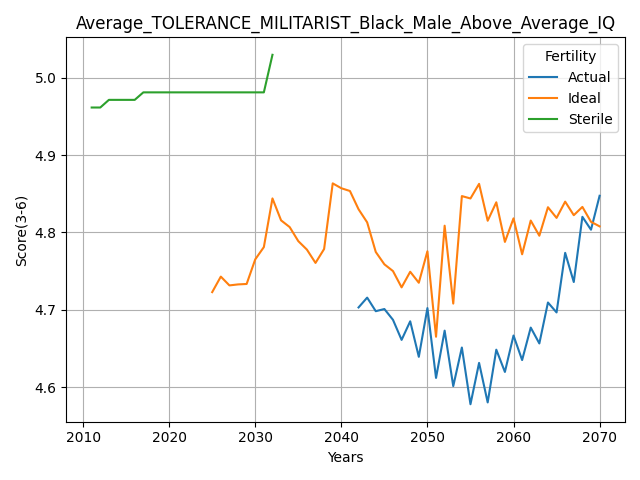 Average_TOLERANCE_MILITARIST_Black_Male_Above_Average_IQ
Fertility
Actual
Ideal
Sterile
Score(3-6)
5.0
4.9
4.8
4.7
4.6
2010 2020 2030 2040 2050 2060 2070
Years